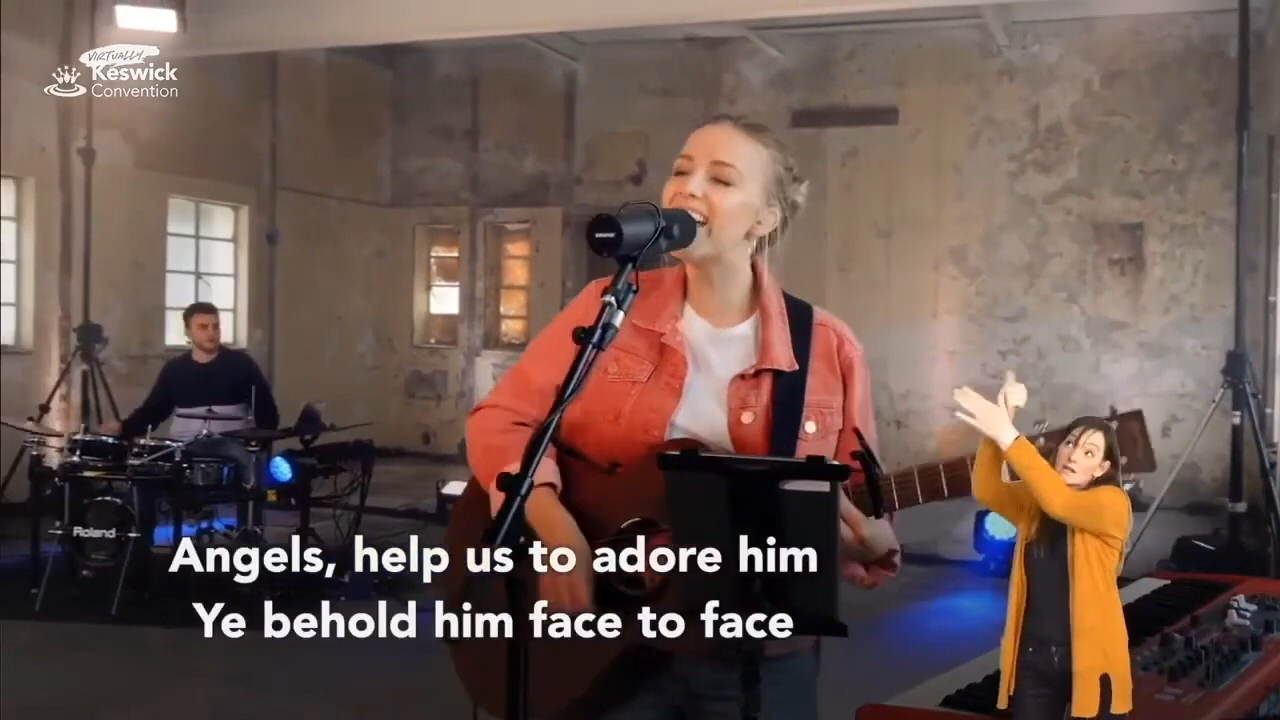 VIRTUALLY
Keswick
Convention
Roland
Angels, help us to adore him
Ye behold him face to face